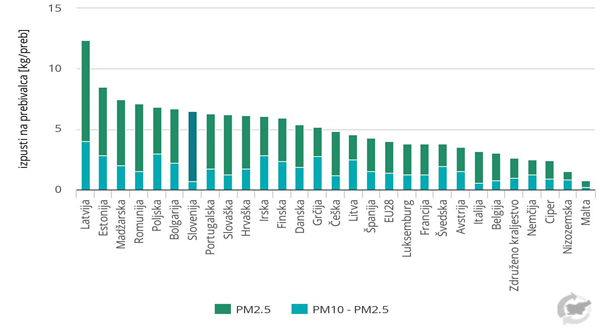 izpusti na prebivalca [kg/preb]
15
10
5
0
Latvija
Estonija
Madžarska
Romunija
Poljska
Bolgarija
Slovenija
Portugalska
Slovaška
Hrvaška
Irska
Finska
Danska
Grčija
Češka
Litva
Španija
EU28
Luksemburg
Francija
Švedska
Avstrija
Italija
Belgija
Združeno kraljestvo
Nemčija
Ciper
Nizozemska
Malta
PM2.5
PM10 - PM2.5